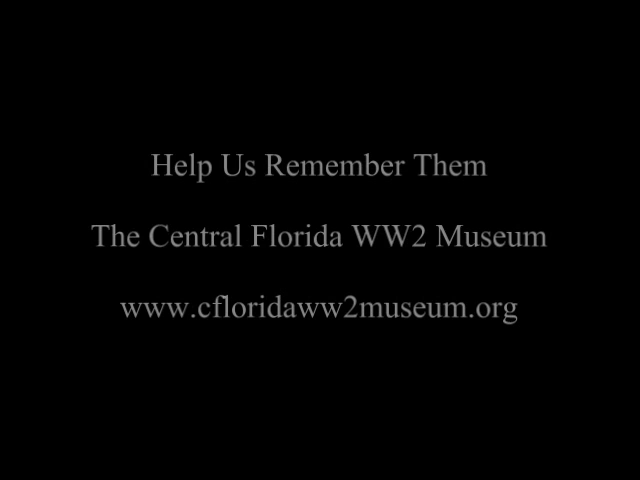 Help Us Remember Them
The Central Florida WW2 Museum
www.cfloridaww2museum.org